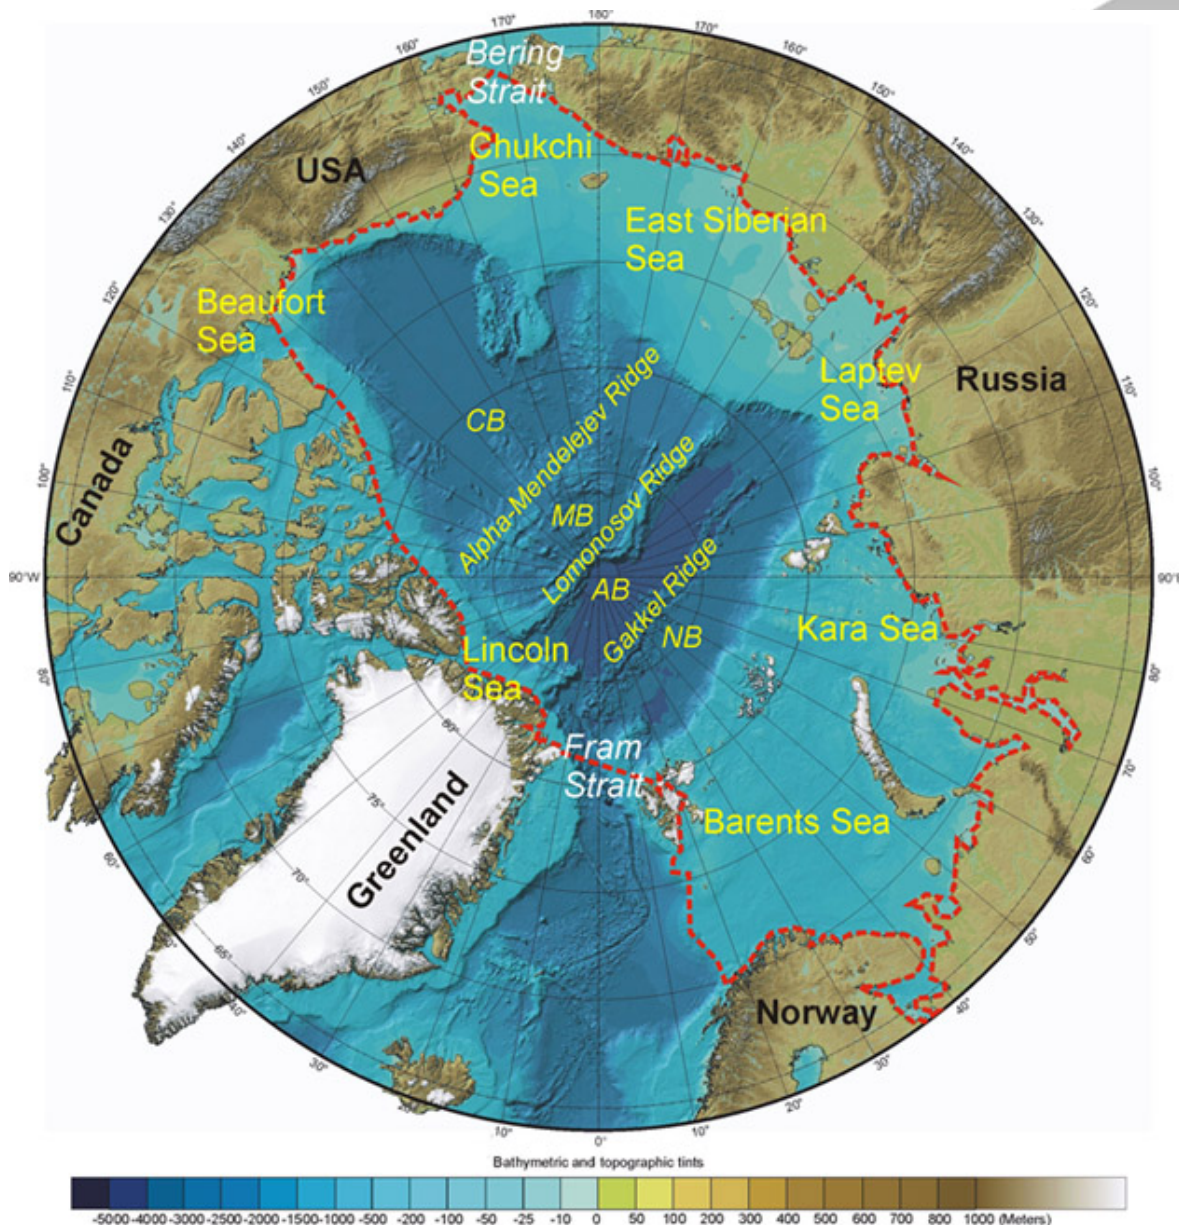 180°
170°
160°
160°
150°
150°
140°
140°
130°
130°
120°
120°
110°
110°
100°
100°
90°W
80°
80°
70°
60°
60°
50°
40°
40°
30°
30°
20°
20°
10°
10°
0°
80°
75°
70°
65°
Bering
Strait
USA
Chukchi
Sea
East Siberian
Sea
Beaufort
Sea
Laptev
Sea
Russia
Canada
CB
Alpha-Mendelejev Ridge
MB
Lomonosov Ridge
AB
Gakkel Ridge
NB
Kara Sea
Lincoln
Sea
Fram
Strait
Greenland
Barents Sea
Norway
Bathymetric and topographic tints
-5000 -4000 -3000 -2000 -1500 -1000 -500 -200 -100 -50 -25 -10 0 50 100 200 300 400 500 600 700 800 1000 (Meters)